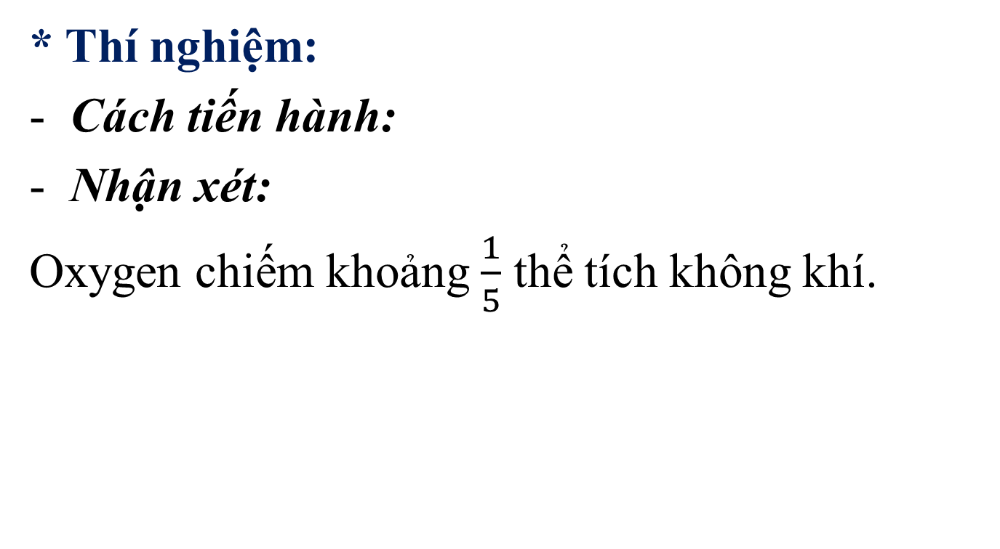 * Thí nghiệm:
- Cách tiến hành:
- Nhận xét:
Oxygen chiếm khoảng 1/5 thể tích không khí.